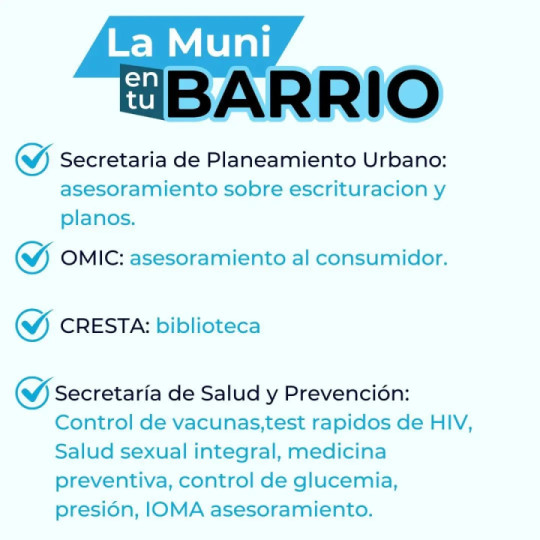 La Muni
en
tu
BARRIO
Secretaria de Planeamiento Urbano:
asesoramiento sobre escrituracion y
planos.
OMIC: asesoramiento al consumidor.
CRESTA: biblioteca
Secretaría de Salud y Prevención:
Control de vacunas,test rapidos de HIV,
Salud sexual integral, medicina
preventiva, control de glucemia,
presión, IOMA asesoramiento.